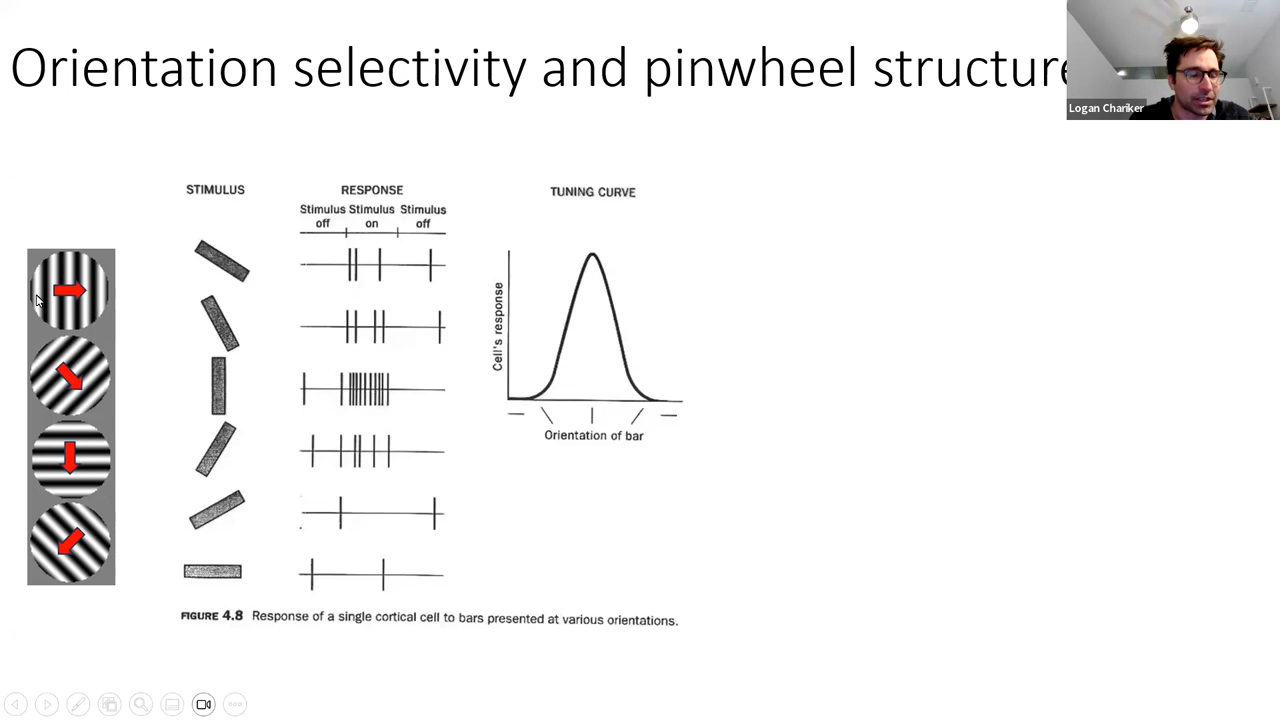 Orientation selectivity and pinwheel structure
Logan Chariker
STIMULUS
RESPONSE
TUNING CURVE
Stimulus off
Stimulus on
Stimulus off
Cell's response
Orientation of bar
FIGURE 4.8 Response of a single cortical cell to bars presented at various orientations.